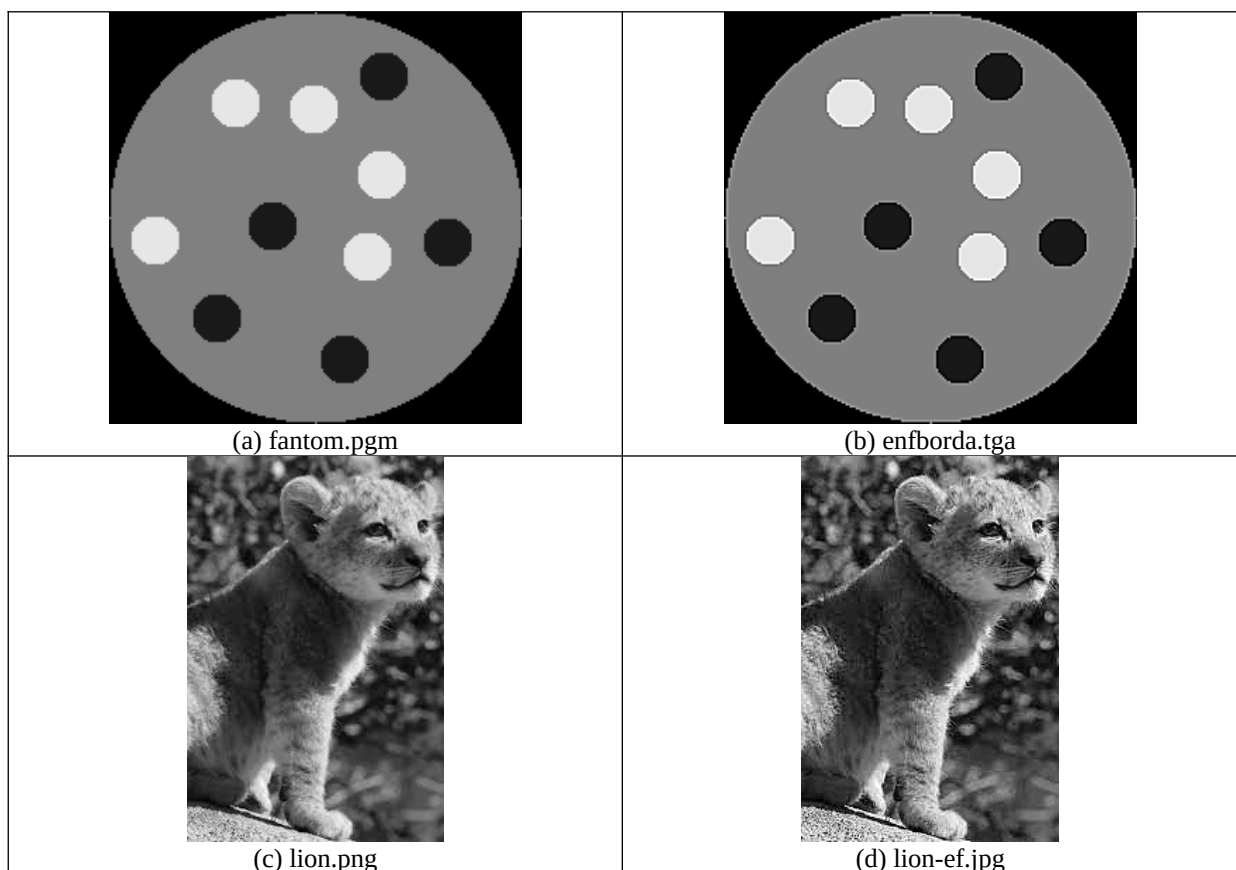 (a) fantom.pgm
(b) enfborda.tga
(c) lion.png
(d) lion-ef.jpg